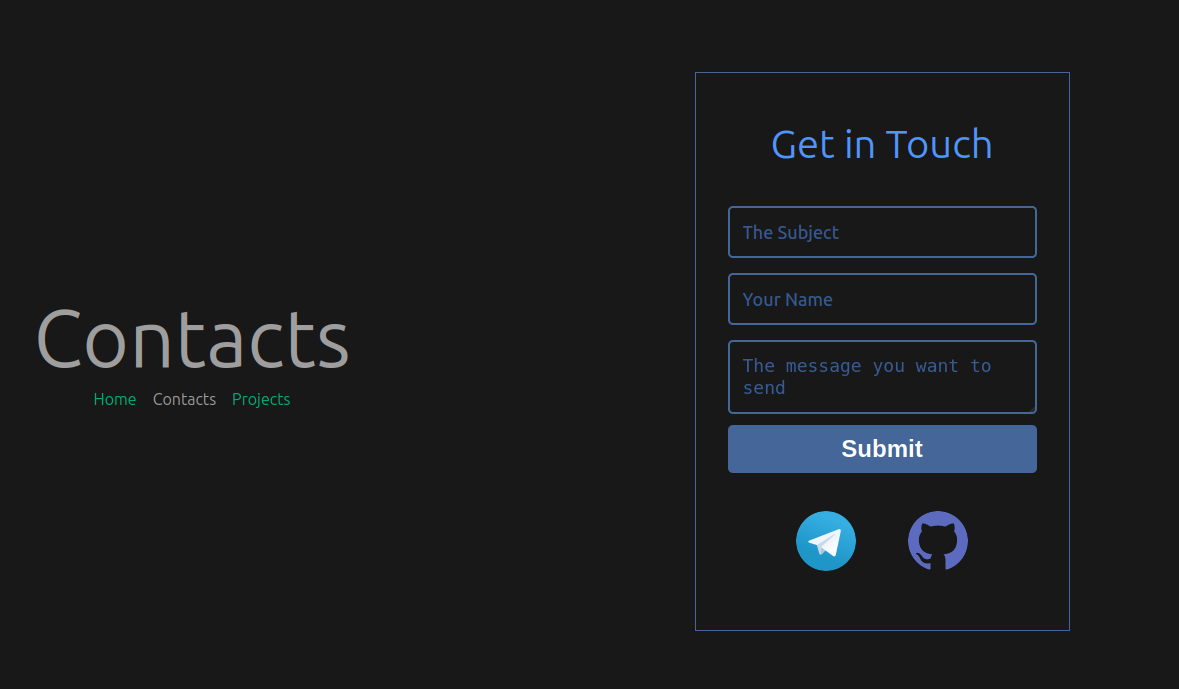 Contacts
Home Contacts Projects
Get in Touch
The Subject
Your Name
The message you want to
send
Submit